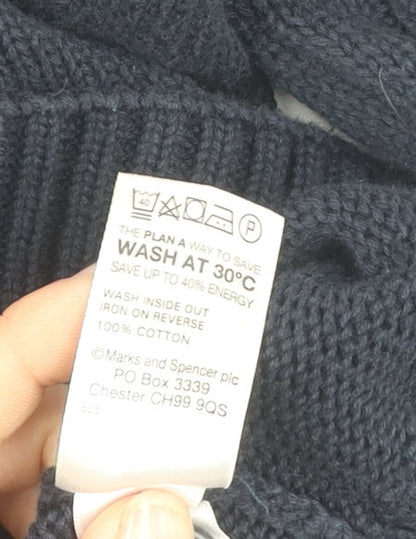 40 P
THE PLAN A WAY TO SAVE
WASH AT 30°C
SAVE UP TO 40% ENERGY
WASH INSIDE OUT
IRON ON REVERSE
100% COTTON
©Marks and Spencer plc
PO Box 3339
Chester CH99 9QS